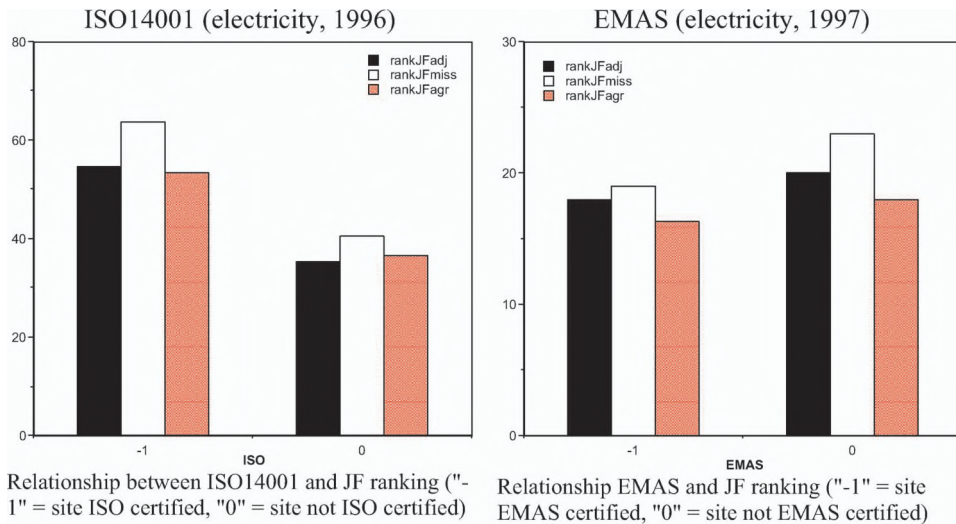 ISO14001 (electricity, 1996)
80
60
40
20
0
rankJFadj
rankJFmiss
rankJFagr
-1
0
ISO
Relationship between ISO14001 and JF ranking ("-
1" = site ISO certified, "0" = site not ISO certified)
EMAS (electricity, 1997)
30
20
10
0
rankJFadj
rankJFmiss
rankJFagr
-1
0
EMAS
Relationship EMAS and JF ranking ("-1" = site
EMAS certified, "0" = site not EMAS certified)